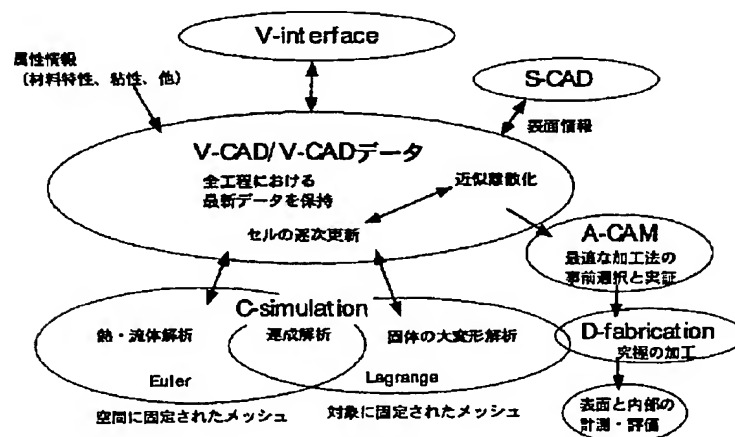 V-interface
属性情報
(材料特性、粘性、他)
S-CAD
表面情報
V-CAD/V-CADデータ
全工程における
最新データを保持
近似離散化
セルの逐次更新
A-CAM
最適な加工法の
事前選択と実証
C-simulation
熱・流体解析
連成解析
固体の大変形解析
D-fabrication
究極の加工
Euler
Lagrange
空間に固定されたメッシュ
対象に固定されたメッシュ
表面と内部の
計測・評価